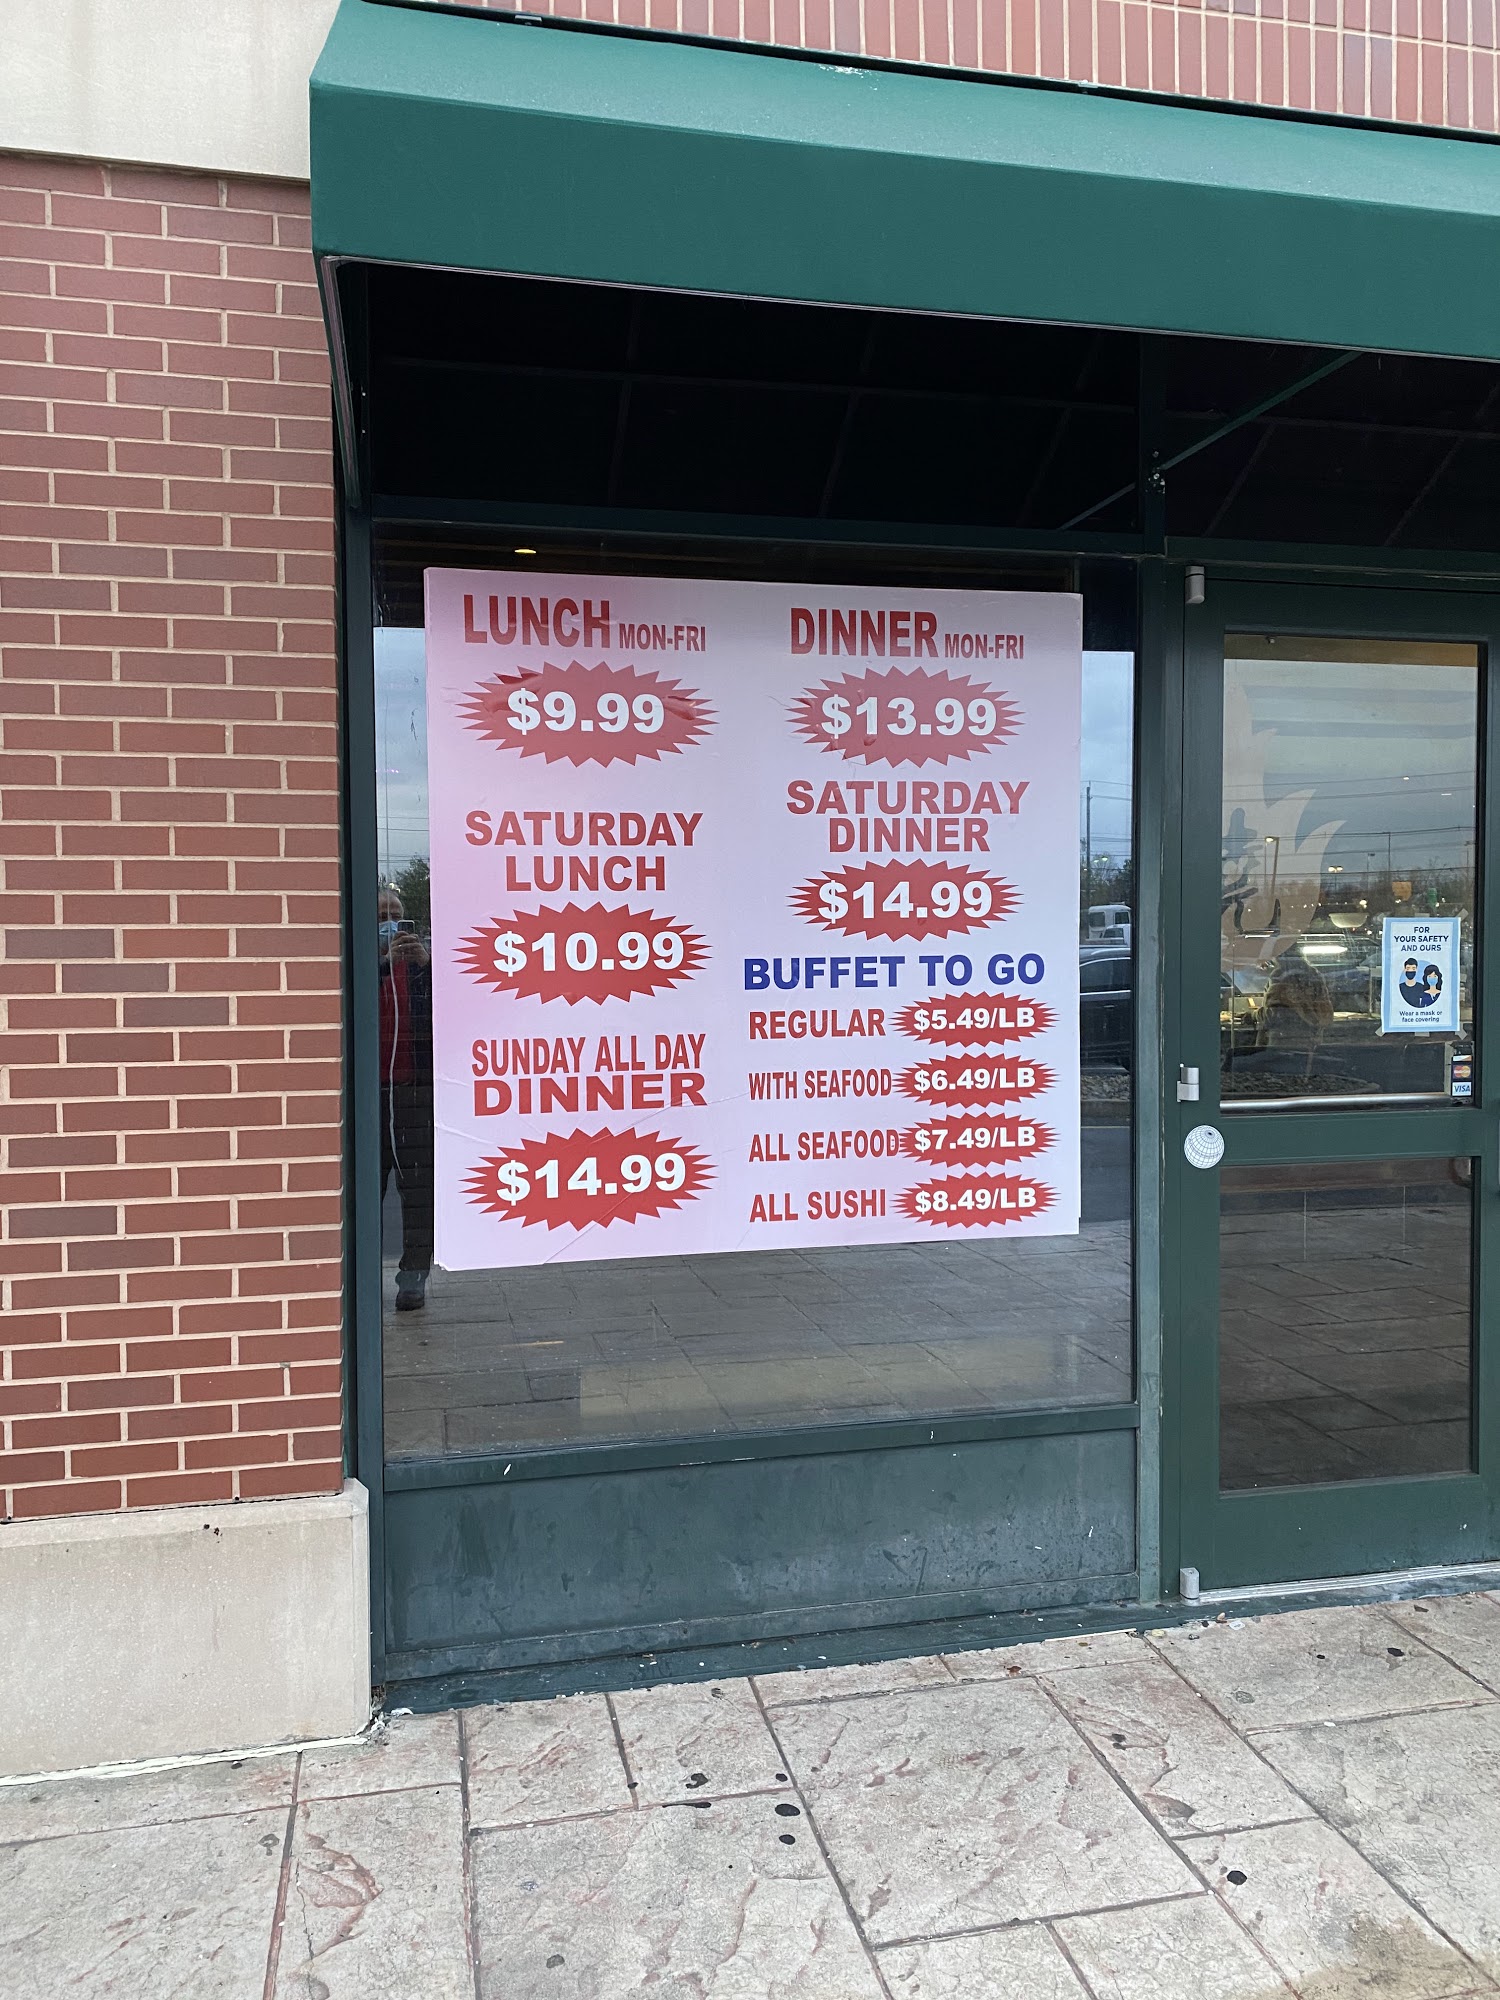 LUNCH MON-FRI
$9.99
SATURDAY
LUNCH
$10.99
SUNDAY ALL DAY
DINNER
$14.99
DINNER MON-FRI
$13.99
SATURDAY
DINNER
$14.99
BUFFET TO GO
REGULAR $5.49/LB
WITH SEAFOOD $6.49/LB
ALL SEAFOOD $7.49/LB
ALL SUSHI $8.49/LB
FOR
YOUR SAFETY
AND OURS
Wear a mask or
face covering
VISA